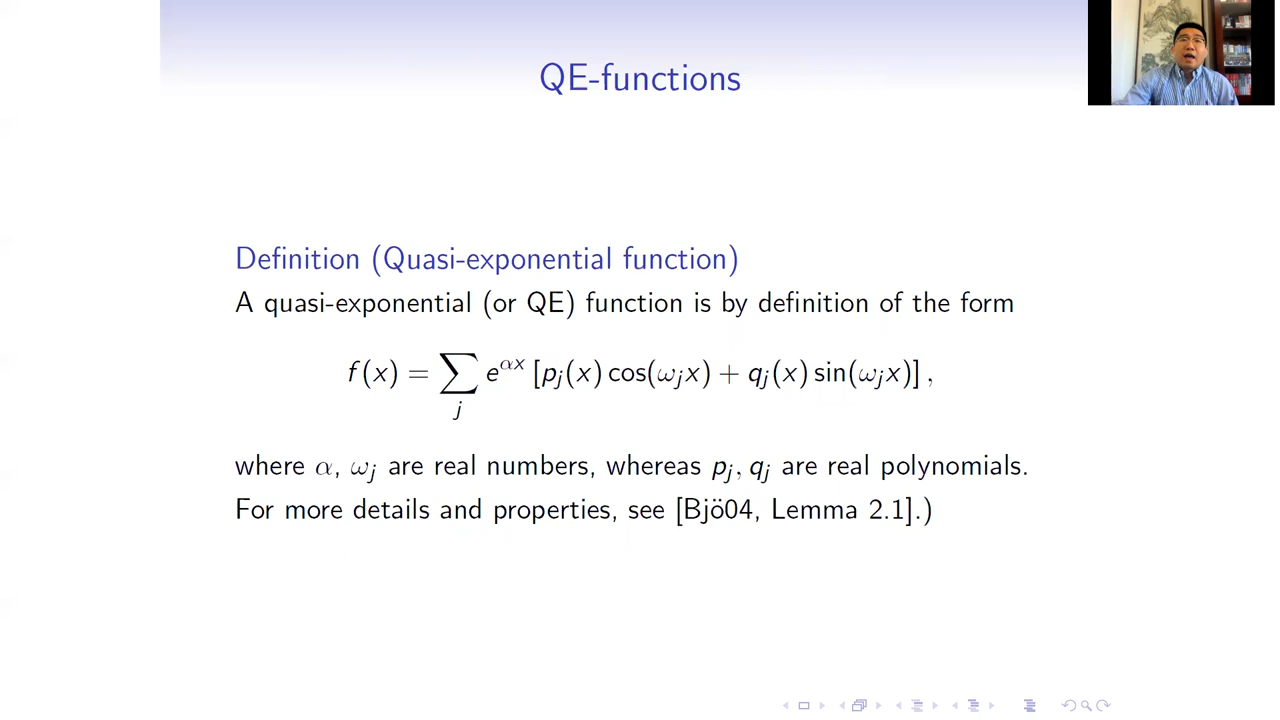 QE-functions
Definition (Quasi-exponential function)
A quasi-exponential (or QE) function is by definition of the form
f(x) = ∑_j e^{αx} [p_j(x) cos(ω_j x) + q_j(x) sin(ω_j x)] ,
where α, ω_j are real numbers, whereas p_j, q_j are real polynomials.
For more details and properties, see [Bjö04, Lemma 2.1].)